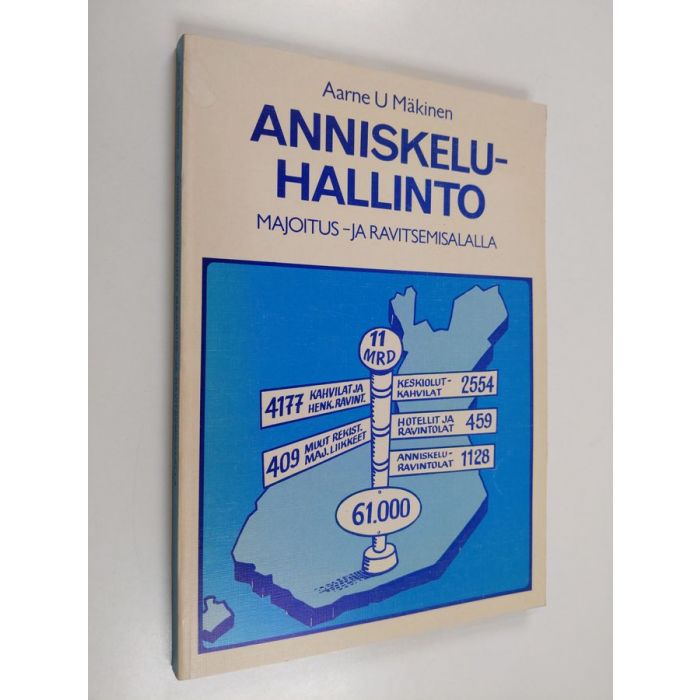 Aarne U Mäkinen
ANNISKELU-
HALLINTO
MAJOITUS -JA RAVITSEMISALALLA
11
MRD
4177 KAHVILAT JA
HENK. RAVINT.
KESKIOLUT-
KAHVILAT 2554
409 MUUT REKIST.
MAJ. LIIKKEET
HOTELLIT JA
RAVINTOLAT 459
ANNISKELU-
RAVINTOLAT 1128
61.000